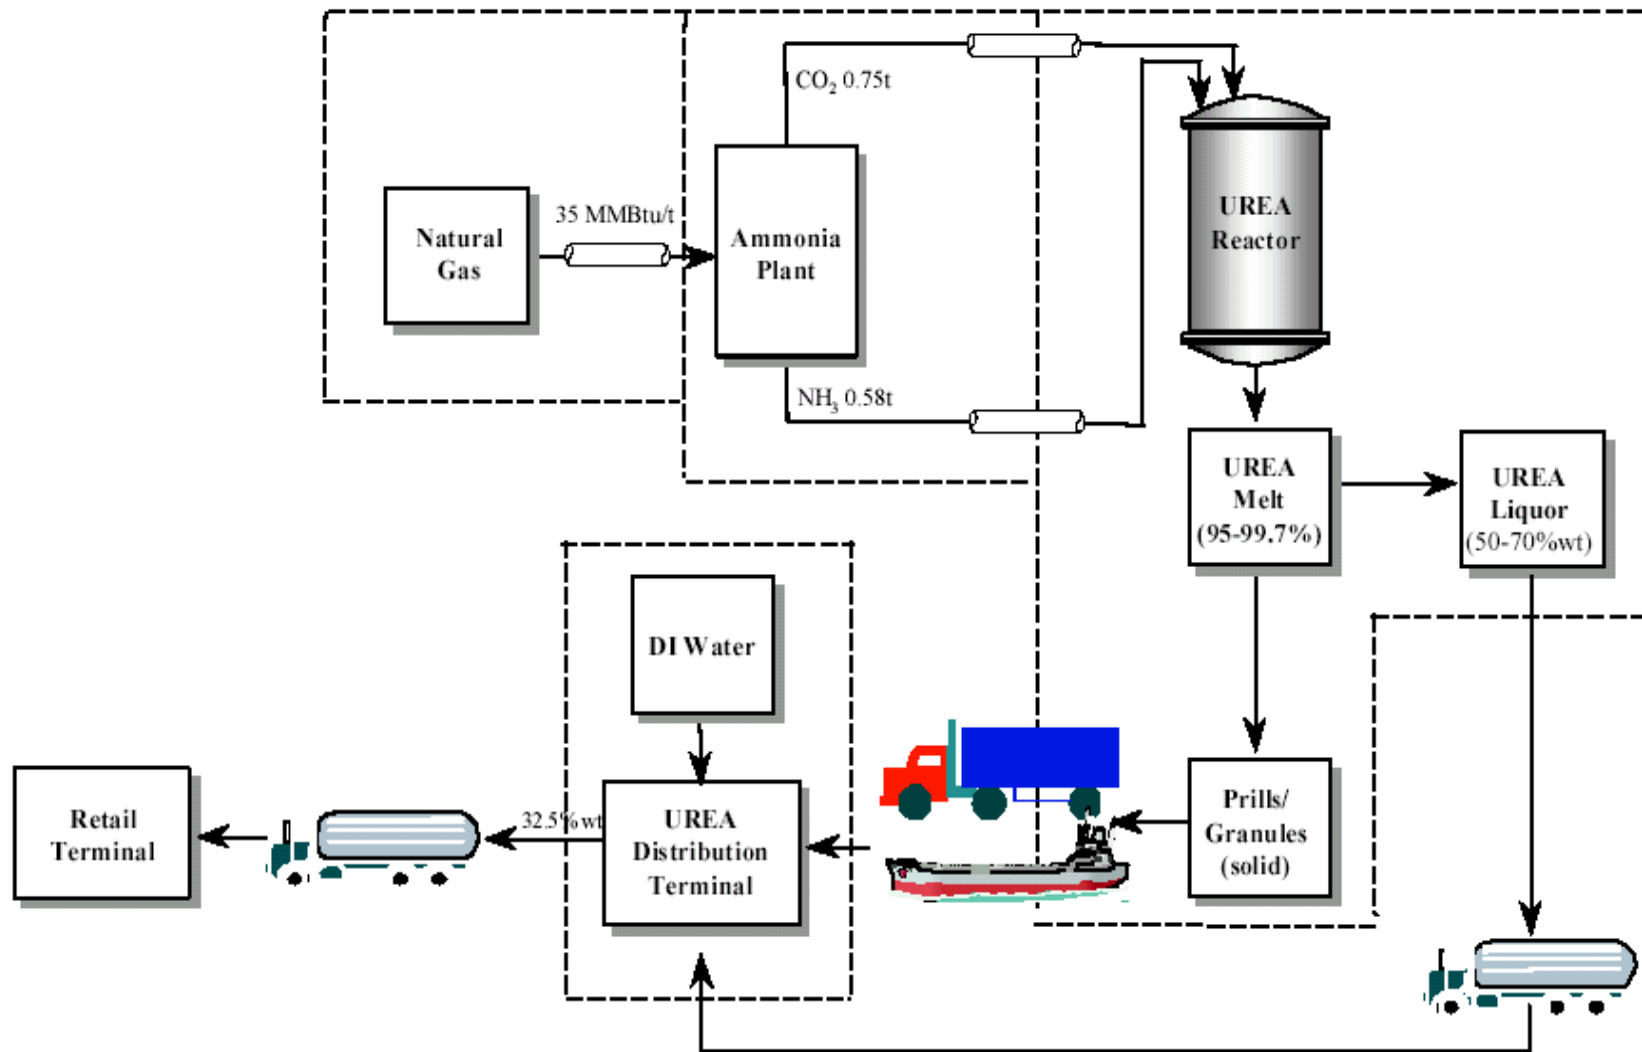 CO₂ 0.75t
35 MMBtu/t
Natural
Gas
Ammonia
Plant
UREA
Reactor
NH₃ 0.58t
UREA
Melt
(95-99.7%)
UREA
Liquor
(50-70%wt)
DI Water
Retail
Terminal
32.5%wt
UREA
Distribution
Terminal
Prills/
Granules
(solid)